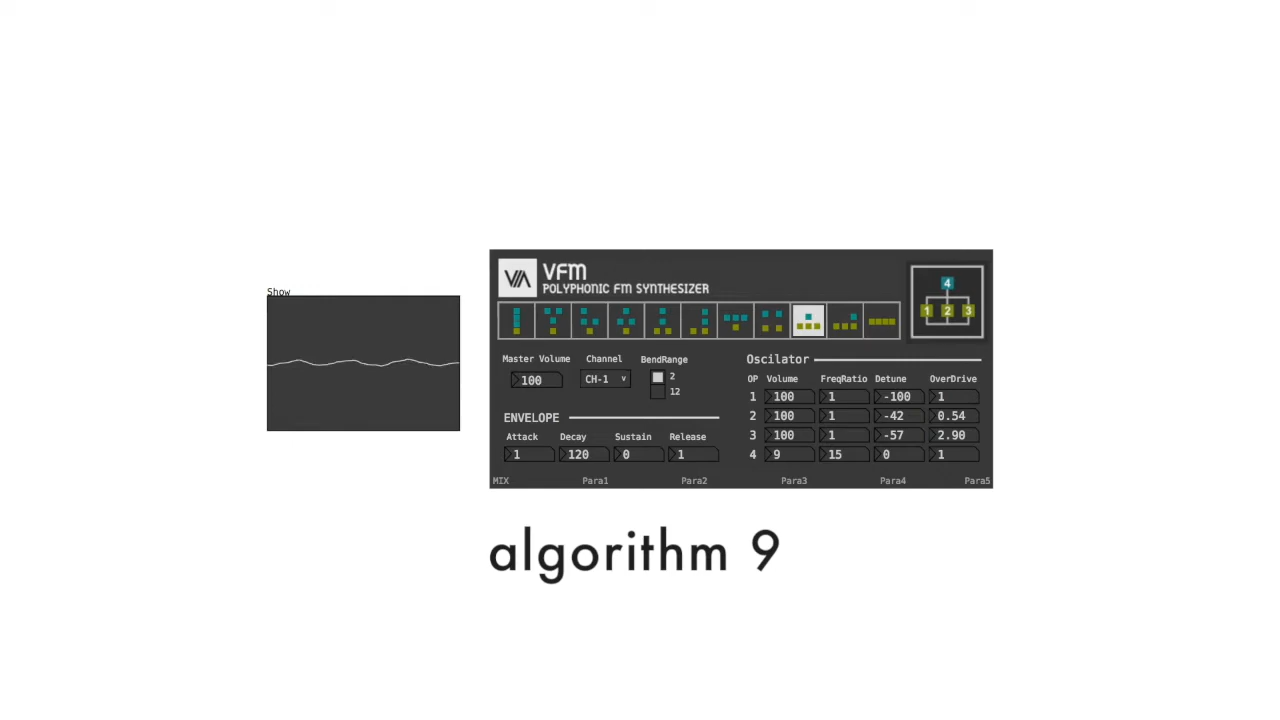 Show
VFM
POLYPHONIC FM SYNTHESIZER
4
1 2 3
Master Volume Channel BendRange
100 CH-1 v 2
12
ENVELOPE
Attack Decay Sustain Release
1 120 0 1
Oscilator
OP Volume FreqRatio Detune OverDrive
1 100 1 -100 1
2 100 1 -42 0.54
3 100 1 -57 2.90
4 9 15 0 1
MIX Para1 Para2 Para3 Para4 Para5
algorithm 9